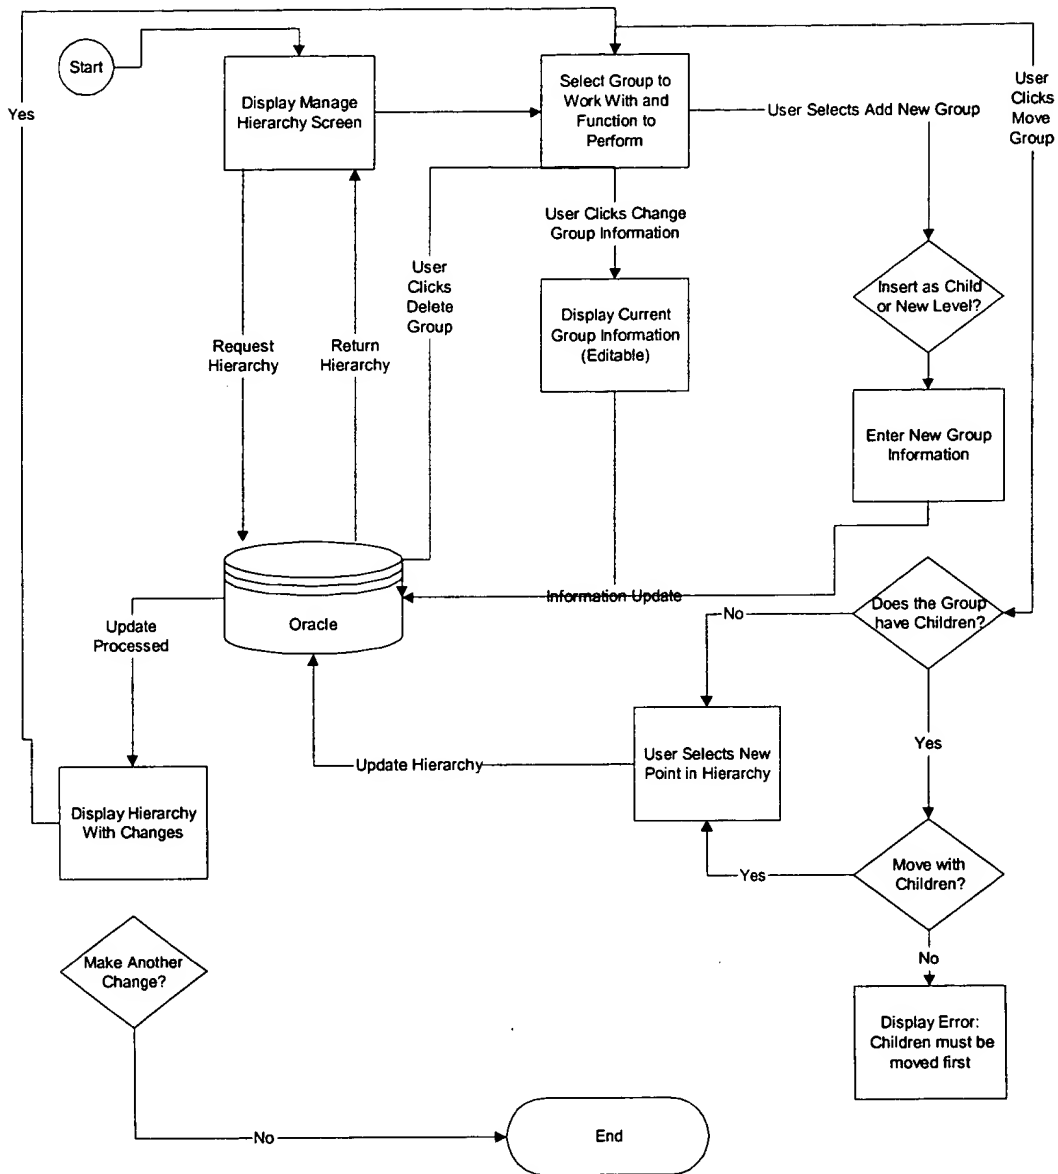 Start
Yes
Display Manage
Hierarchy Screen
Select Group to
Work With and
Function to
Perform
User Selects Add New Group
User
Clicks
Move
Group
User Clicks Change
Group Information
User
Clicks
Delete
Group
Insert as Child
or New Level?
Display Current
Group Information
(Editable)
Request
Hierarchy
Return
Hierarchy
Enter New Group
Information
Information Update
Oracle
Update
Processed
Does the Group
have Children?
No
Yes
User Selects New
Point in Hierarchy
Update Hierarchy
Display Hierarchy
With Changes
Move with
Children?
Yes
No
Make Another
Change?
Display Error:
Children must be
moved first
No
End